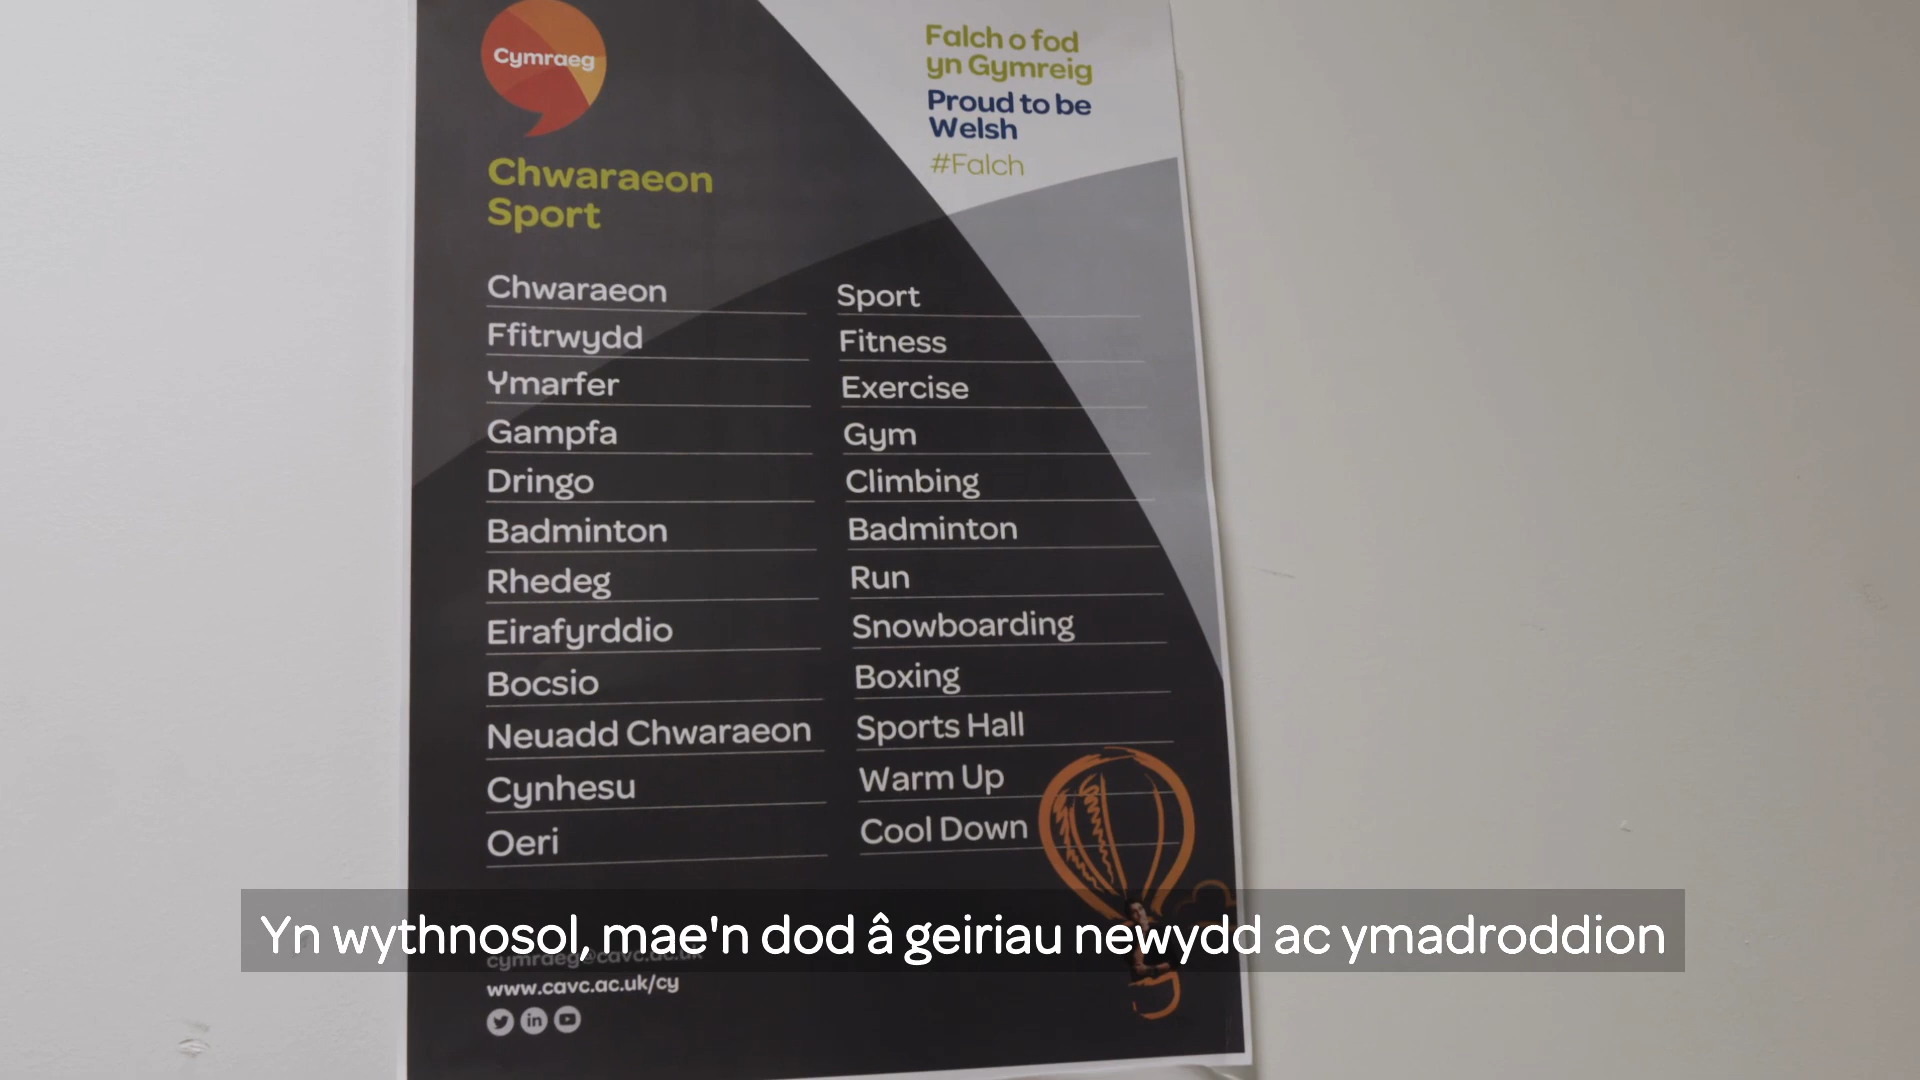 Cymraeg
Falch o fod
yn Gymreig
Proud to be
Welsh
#Falch
Chwaraeon
Sport
Chwaraeon Sport
Ffitrwydd Fitness
Ymarfer Exercise
Gampfa Gym
Dringo Climbing
Badminton Badminton
Rhedeg Run
Eirafyrddio Snowboarding
Bocsio Boxing
Neuadd Chwaraeon Sports Hall
Cynhesu Warm Up
Oeri Cool Down
Yn wythnosol, mae'n dod â geiriau newydd ac ymadroddion
cymraeg@cavc.ac.uk
www.cavc.ac.uk/cy
in